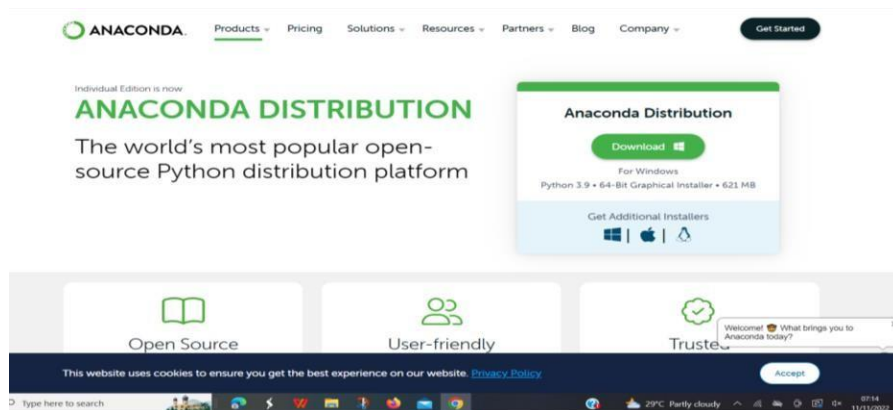 ANACONDA.
Products
Pricing
Solutions
Resources
Partners
Blog
Company
Get Started
Individual Edition is now
ANACONDA DISTRIBUTION
The world's most popular open-
source Python distribution platform
Anaconda Distribution
Download
For Windows
Python 3.9 • 64-Bit Graphical Installer • 621 MB
Get Additional Installers
Open Source
User-friendly
Trusted
Welcome! What brings you to
Anaconda today?
This website uses cookies to ensure you get the best experience on our website. Privacy Policy
Accept
Type here to search
29°C Partly cloudy
07:14